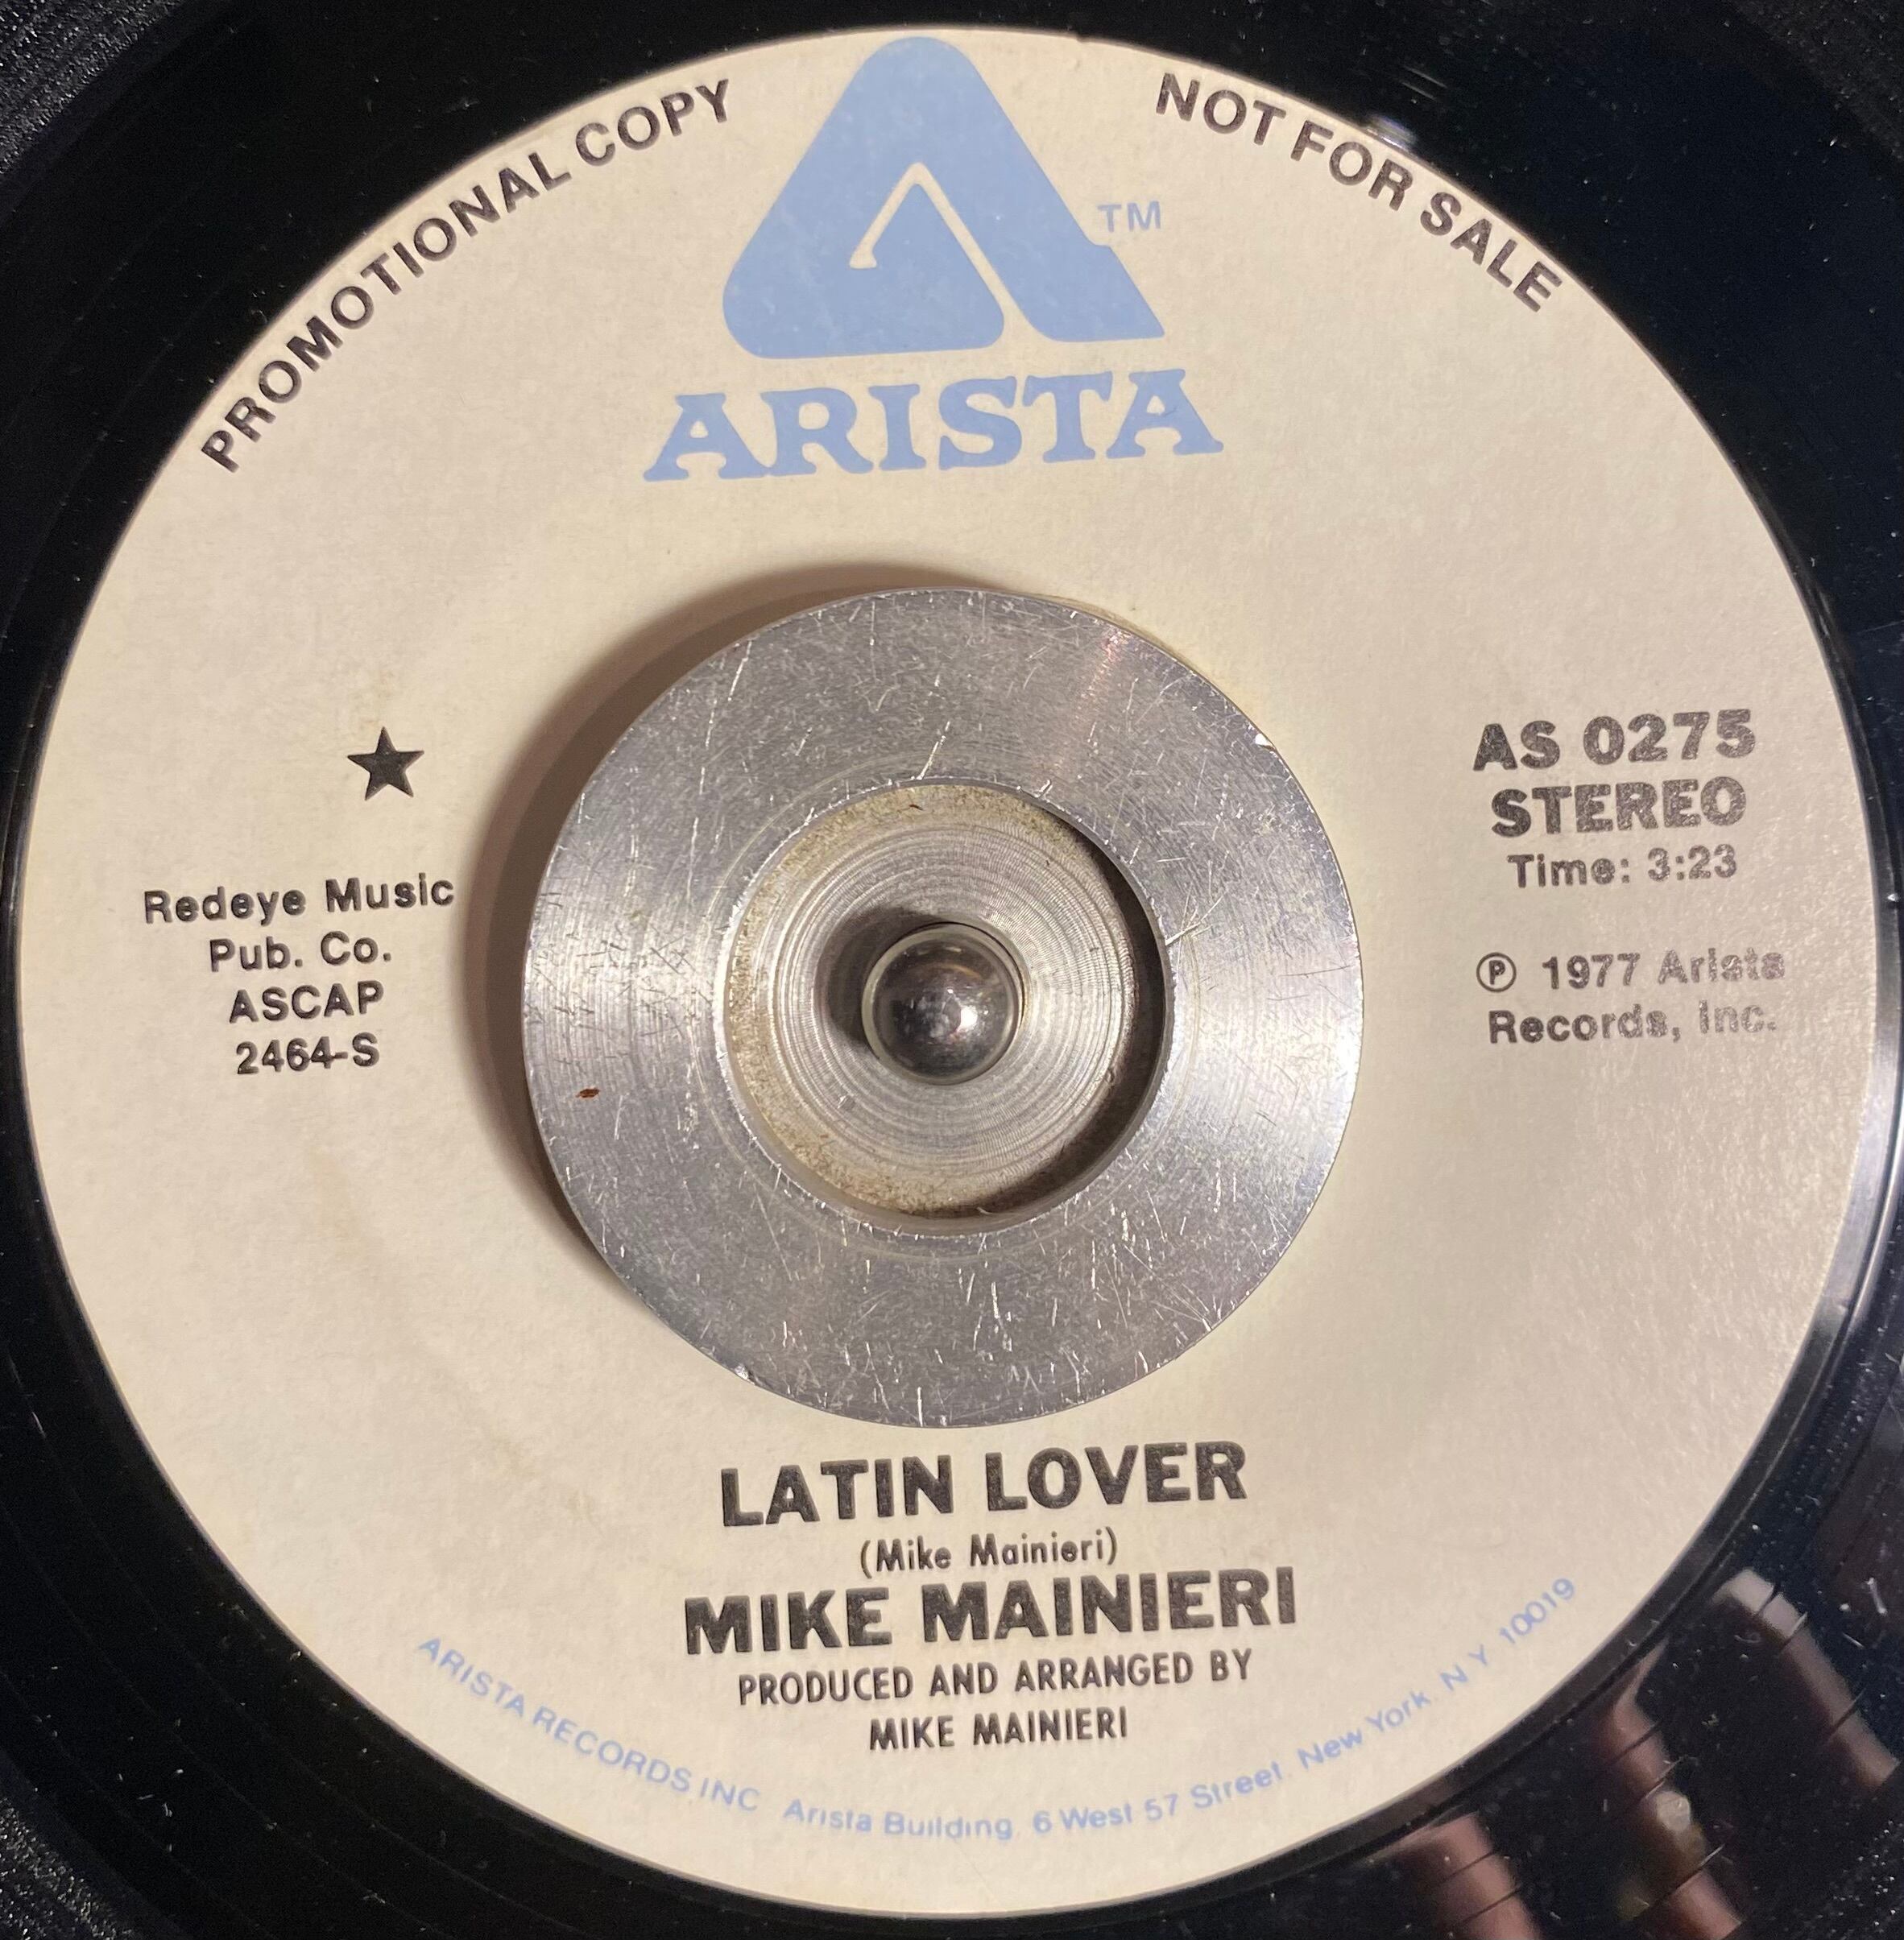 PROMOTIONAL COPY
NOT FOR SALE
TM
ARISTA
Redeye Music
Pub. Co.
ASCAP
2464-S
AS 0275
STEREO
Time: 3:23
℗ 1977 Arista
Records, Inc.
LATIN LOVER
(Mike Mainieri)
MIKE MAINIERI
PRODUCED AND ARRANGED BY
MIKE MAINIERI
ARISTA RECORDS INC Arista Building 6 West 57 Street New York N Y 10019